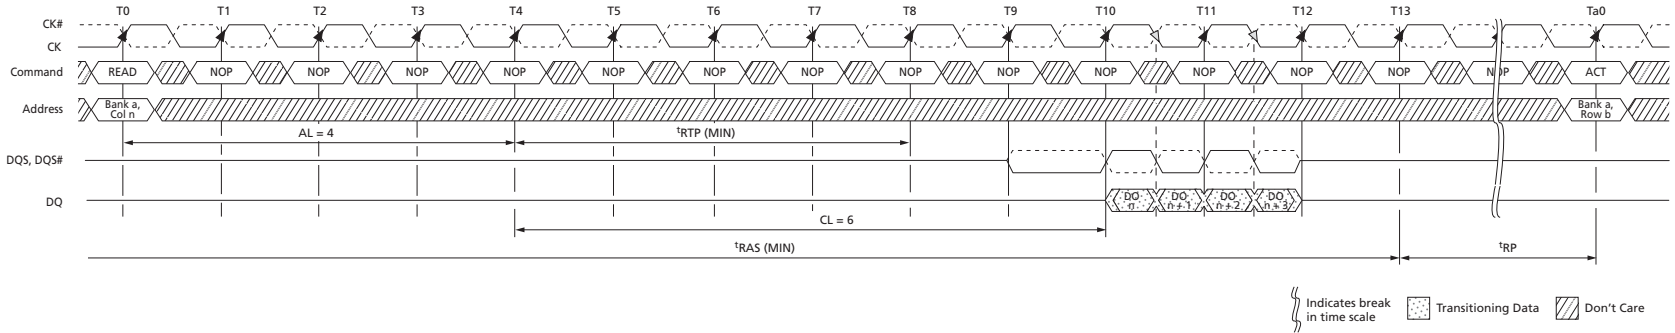 T0 T1 T2 T3 T4 T5 T6 T7 T8 T9 T10 T11 T12 T13 Ta0
CK#
CK
Command READ NOP NOP NOP NOP NOP NOP NOP NOP NOP NOP NOP NOP NOP NOP ACT
Address Bank a, Col n Bank a, Row b
AL = 4 tRTP (MIN)
DQS, DQS#
DQ DO n DO n + 1 DO n + 2 DO n + 3
CL = 6
tRAS (MIN) tRP
Indicates break
in time scale
Transitioning Data
Don't Care